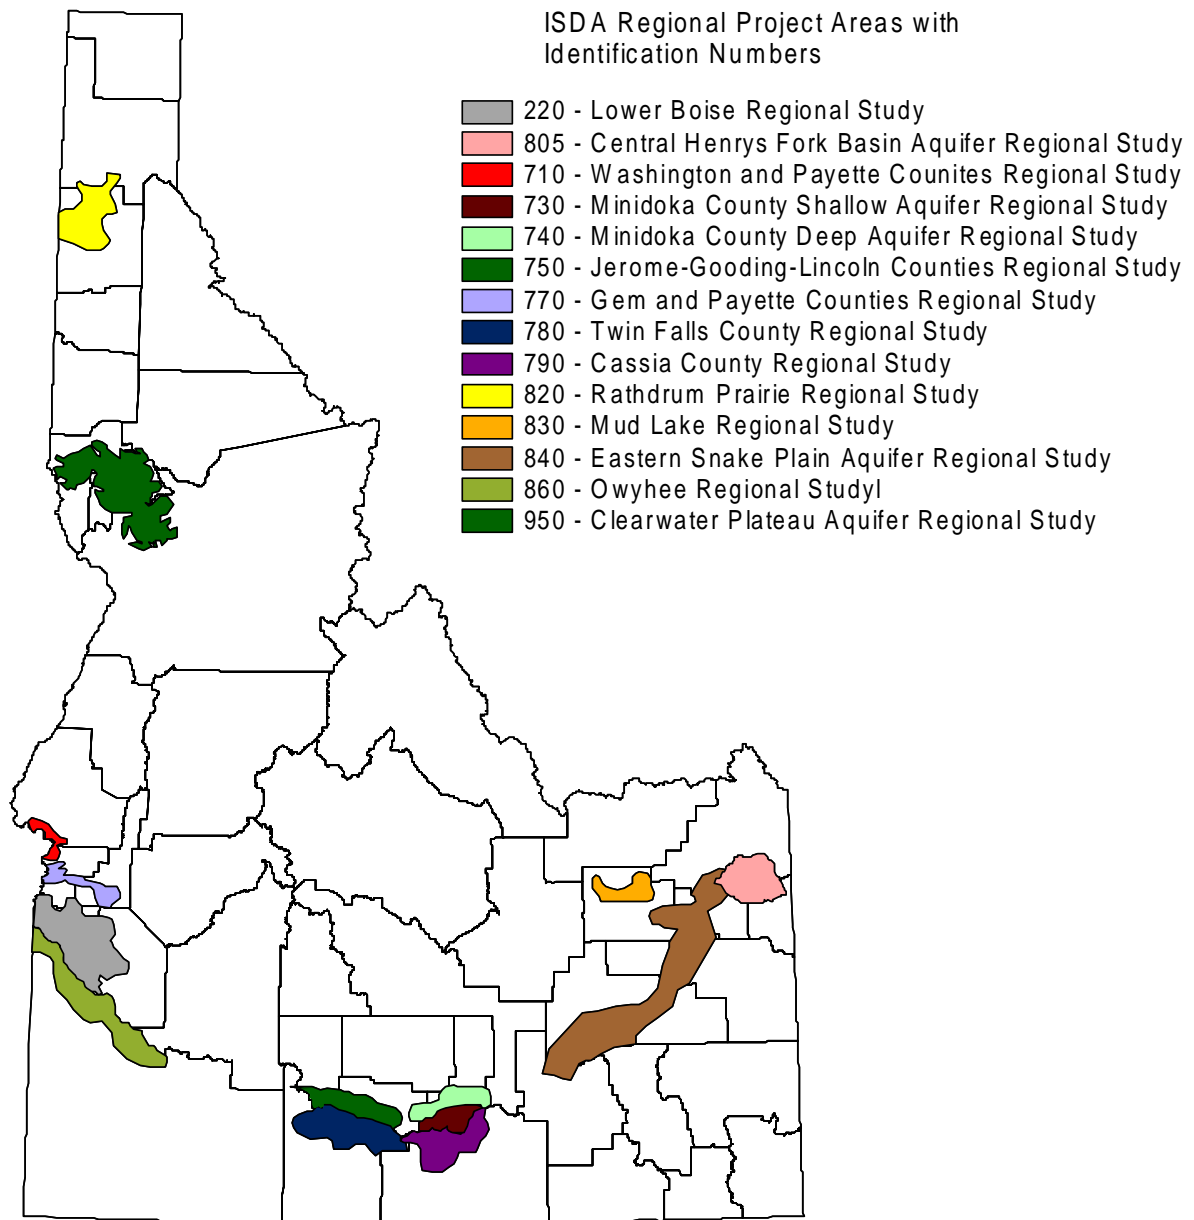 ISDA Regional Project Areas with
Identification Numbers
220 - Lower Boise Regional Study
805 - Central Henrys Fork Basin Aquifer Regional Study
710 - Washington and Payette Counites Regional Study
730 - Minidoka County Shallow Aquifer Regional Study
740 - Minidoka County Deep Aquifer Regional Study
750 - Jerome-Gooding-Lincoln Counties Regional Study
770 - Gem and Payette Counties Regional Study
780 - Twin Falls County Regional Study
790 - Cassia County Regional Study
820 - Rathdrum Prairie Regional Study
830 - Mud Lake Regional Study
840 - Eastern Snake Plain Aquifer Regional Study
860 - Owyhee Regional Studyl
950 - Clearwater Plateau Aquifer Regional Study